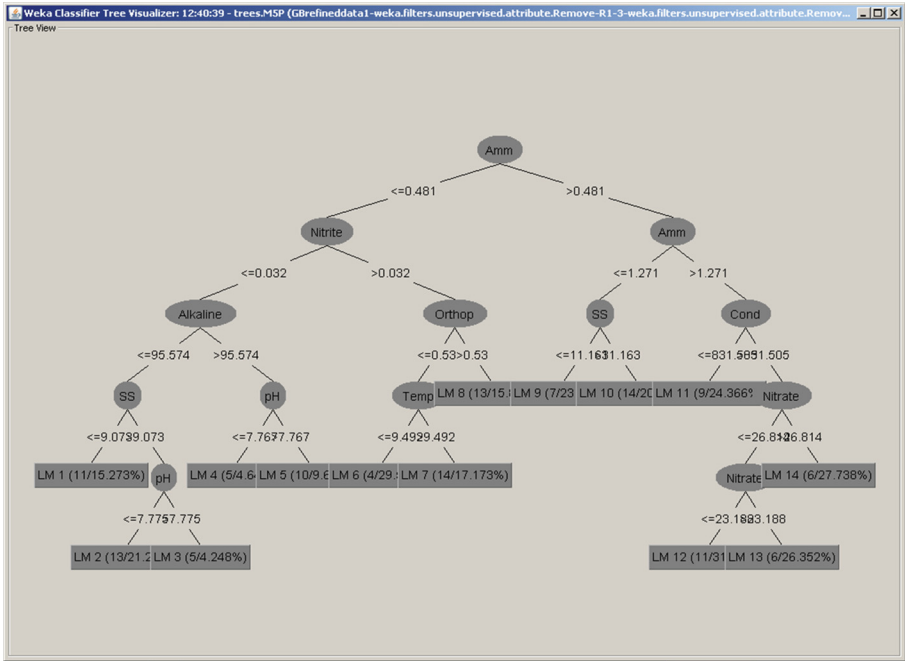 Weka Classifier Tree Visualizer: 12:40:39 - trees.M5P (GBrefineddata1-weka.filters.unsupervised.attribute.Remove-R1-3-weka.filters.unsupervised.attribute.Remov...
Tree View
Amm
<=0.481 >0.481
Nitrite Amm
<=0.032 >0.032 <=1.271 >1.271
Alkaline Orthop SS Cond
<=95.574 >95.574 <=0.53 >0.53 <=11.163 >11.163 <=831.505 >831.505
SS pH Temp LM 8 (13/15. LM 9 (7/23 LM 10 (14/20 LM 11 (9/24.366% Nitrate
<=9.073 >9.073 <=7.767 >7.767 <=9.492 >9.492 <=26.814 >26.814
LM 1 (11/15.273%) pH LM 4 (5/4.6 LM 5 (10/9.6 LM 6 (4/29. LM 7 (14/17.173%) Nitrate LM 14 (6/27.738%)
<=7.775 >7.775 <=23.188 >23.188
LM 2 (13/21.2 LM 3 (5/4.248%) LM 12 (11/31 LM 13 (6/26.352%)